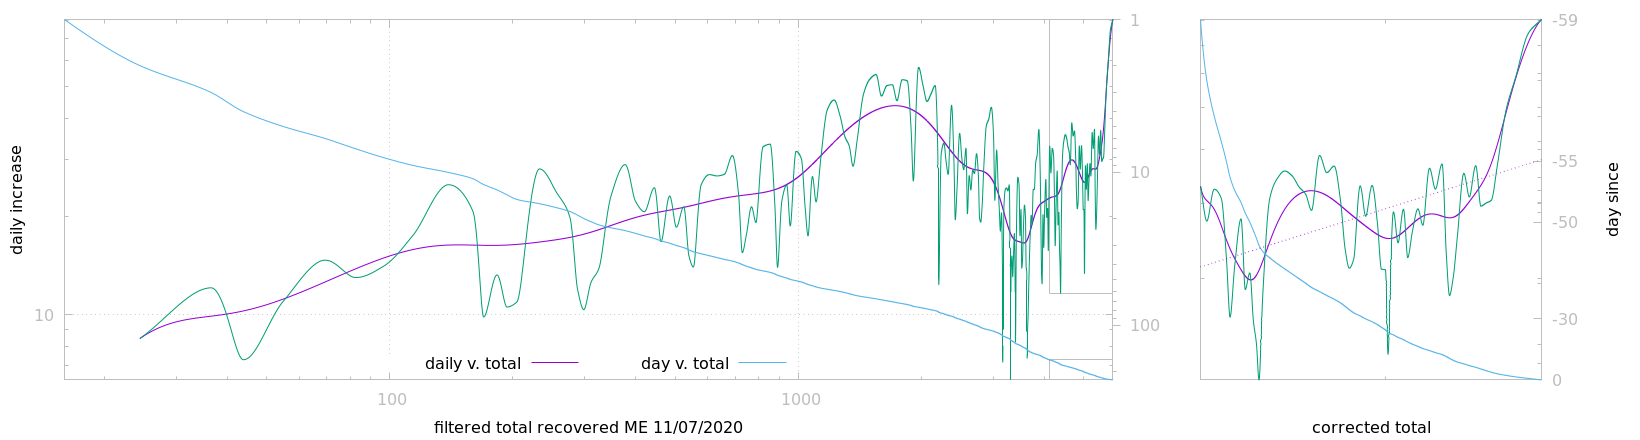 daily increase
10
100
1000
daily v. total
day v. total
filtered total recovered ME 11/07/2020
1
10
100
-59
-55
-50
-30
0
day since
corrected total